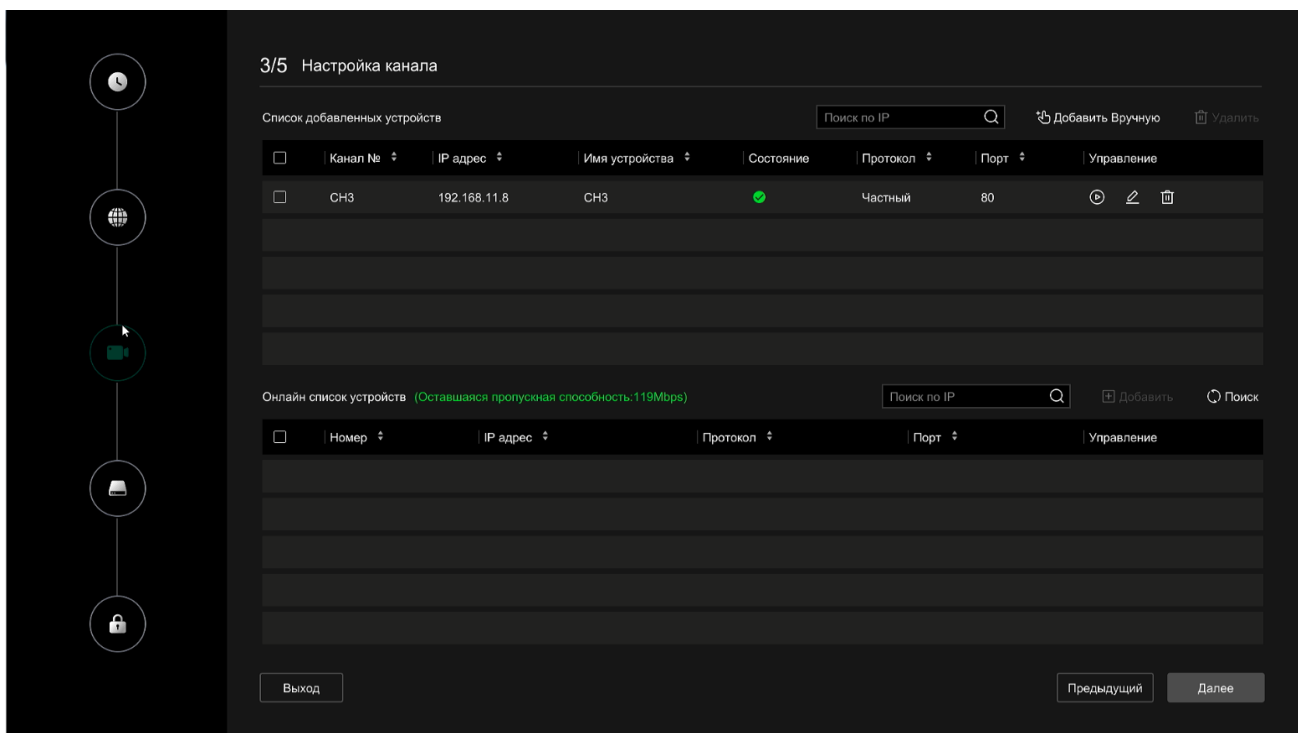 3/5 Настройка канала
Список добавленных устройств Поиск по IP Добавить Вручную Удалить
Канал № IP адрес Имя устройства Состояние Протокол Порт Управление
CH3 192.168.11.8 CH3 Частный 80
Онлайн список устройств (Оставшаяся пропускная способность:119Mbps) Поиск по IP Добавить Поиск
Номер IP адрес Протокол Порт Управление
Выход Предыдущий Далее